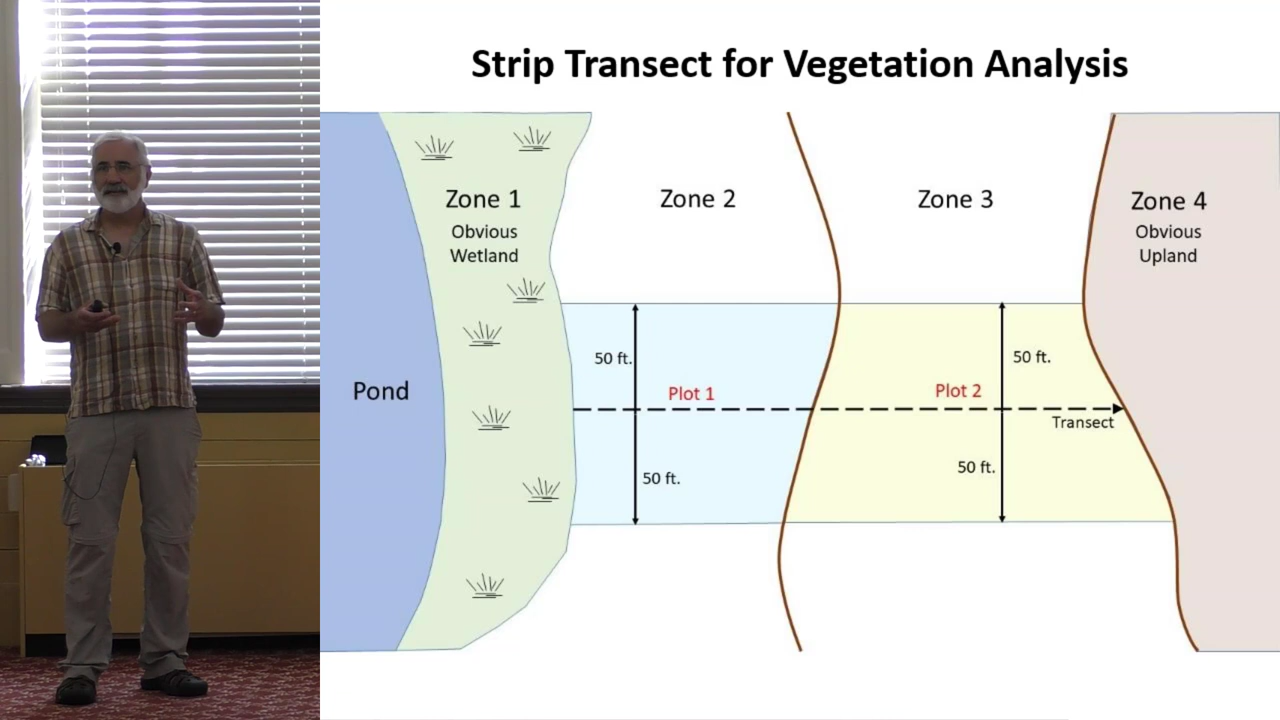 Strip Transect for Vegetation Analysis
Zone 1
Obvious
Wetland
Zone 2
Zone 3
Zone 4
Obvious
Upland
Pond
50 ft.
Plot 1
50 ft.
50 ft.
Plot 2
Transect
50 ft.